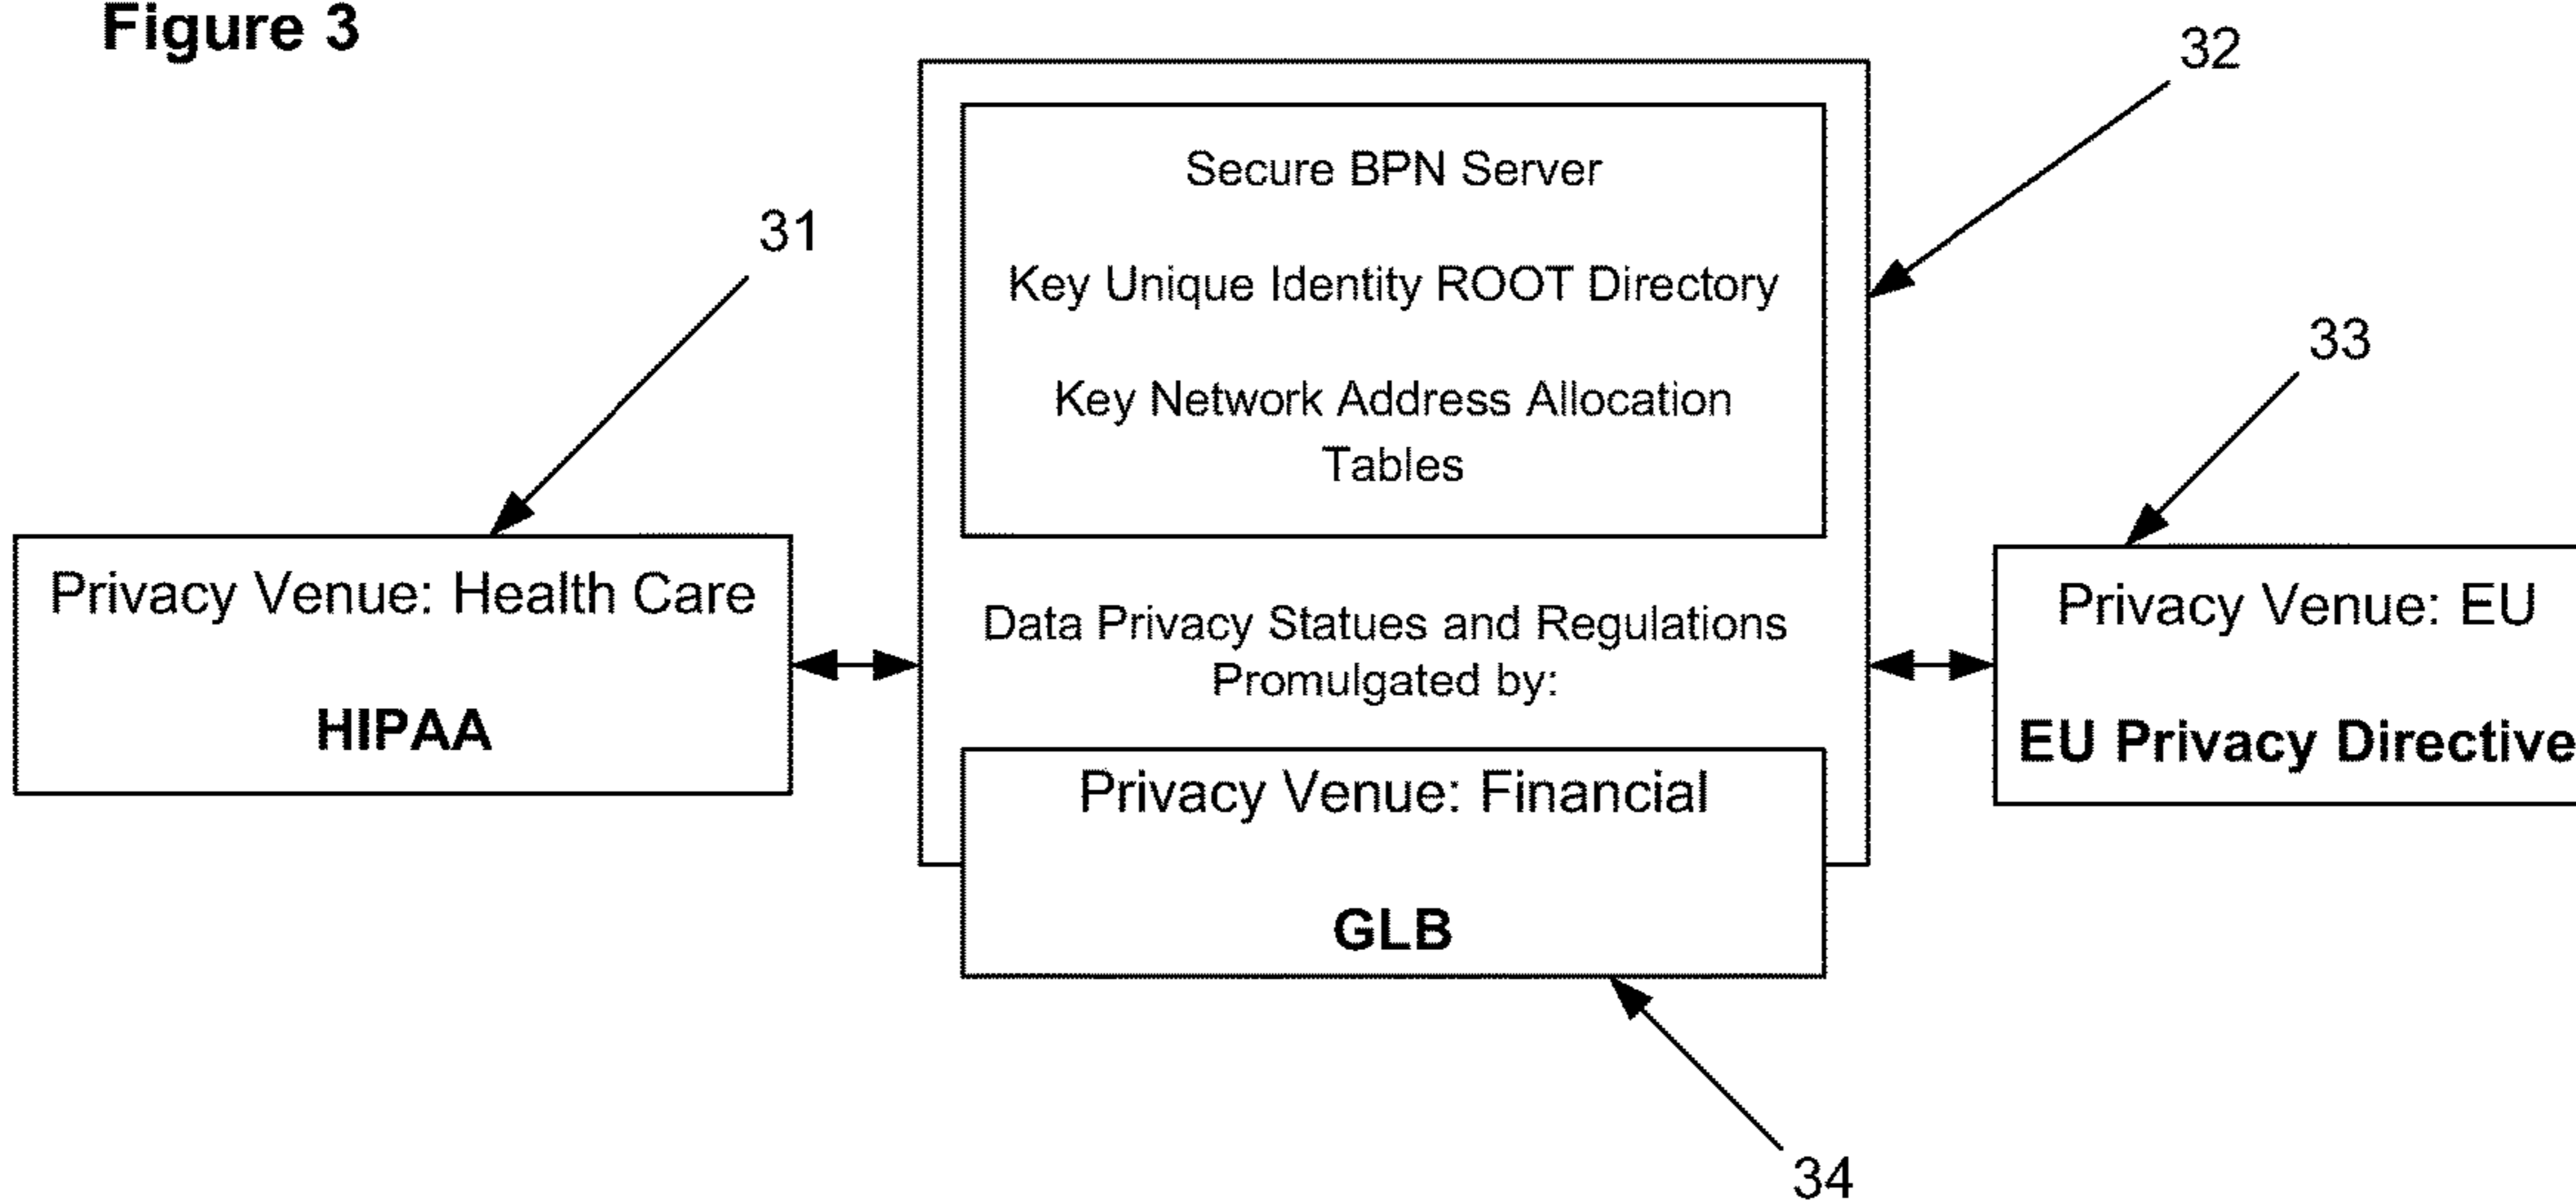 Figure 3
32
Secure BPN Server
31
Key Unique Identity ROOT Directory
33
Key Network Address Allocation
Tables
Privacy Venue: Health Care
HIPAA
Data Privacy Statues and Regulations
Promulgated by:
Privacy Venue: EU
EU Privacy Directive
Privacy Venue: Financial
GLB
34